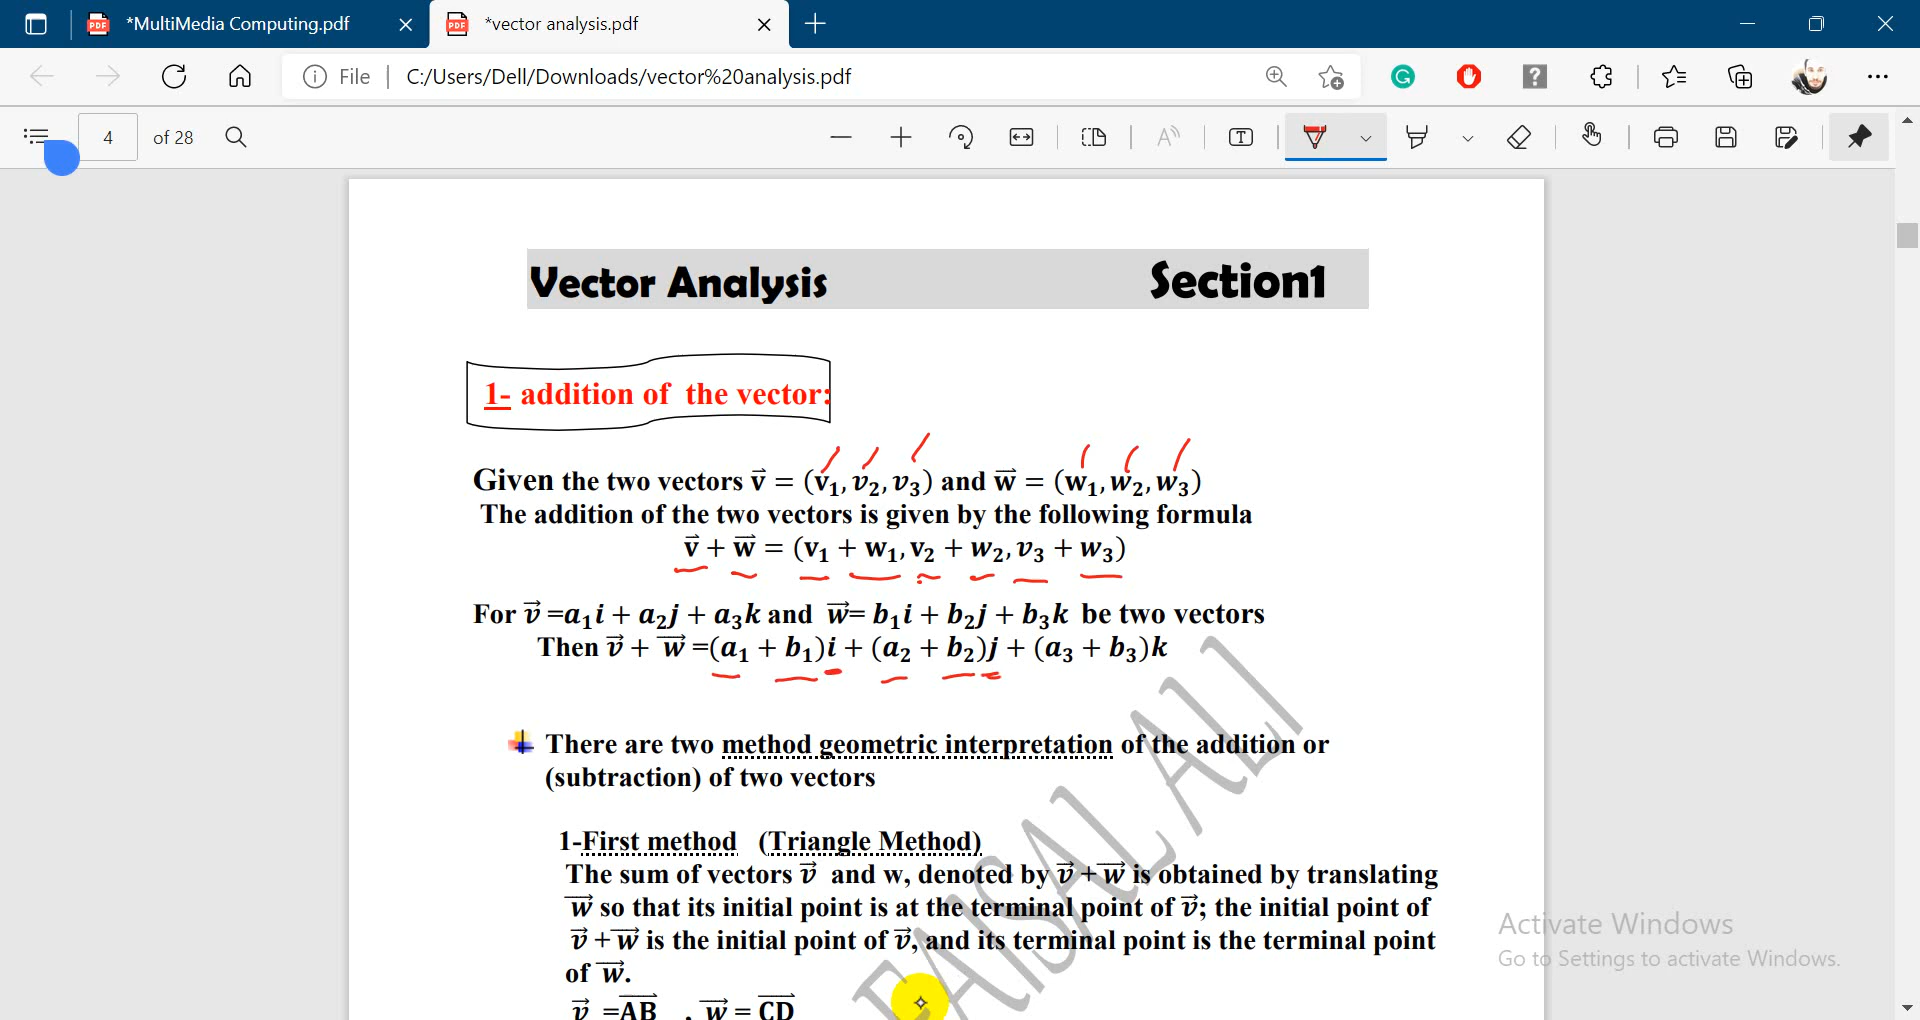 *MultiMedia Computing.pdf
*vector analysis.pdf
File
C:/Users/Dell/Downloads/vector%20analysis.pdf
4 of 28
Vector Analysis Section1
1- addition of the vector:
Given the two vectors v⃗ = (v₁, v₂, v₃) and w⃗ = (w₁, w₂, w₃)
The addition of the two vectors is given by the following formula
v⃗ + w⃗ = (v₁ + w₁, v₂ + w₂, v₃ + w₃)
For v⃗ =a₁i + a₂j + a₃k and w⃗= b₁i + b₂j + b₃k be two vectors
Then v⃗ + w⃗ =(a₁ + b₁)i + (a₂ + b₂)j + (a₃ + b₃)k
There are two method geometric interpretation of the addition or
(subtraction) of two vectors
1-First method (Triangle Method)
The sum of vectors v⃗ and w, denoted by v⃗ +w⃗ is obtained by translating
w⃗ so that its initial point is at the terminal point of v⃗; the initial point of
v⃗ +w⃗ is the initial point of v⃗, and its terminal point is the terminal point
of w⃗.
v⃗ =A͞B⃗ , w⃗ = C͞D⃗
FAISAL ALI
Activate Windows
Go to Settings to activate Windows.